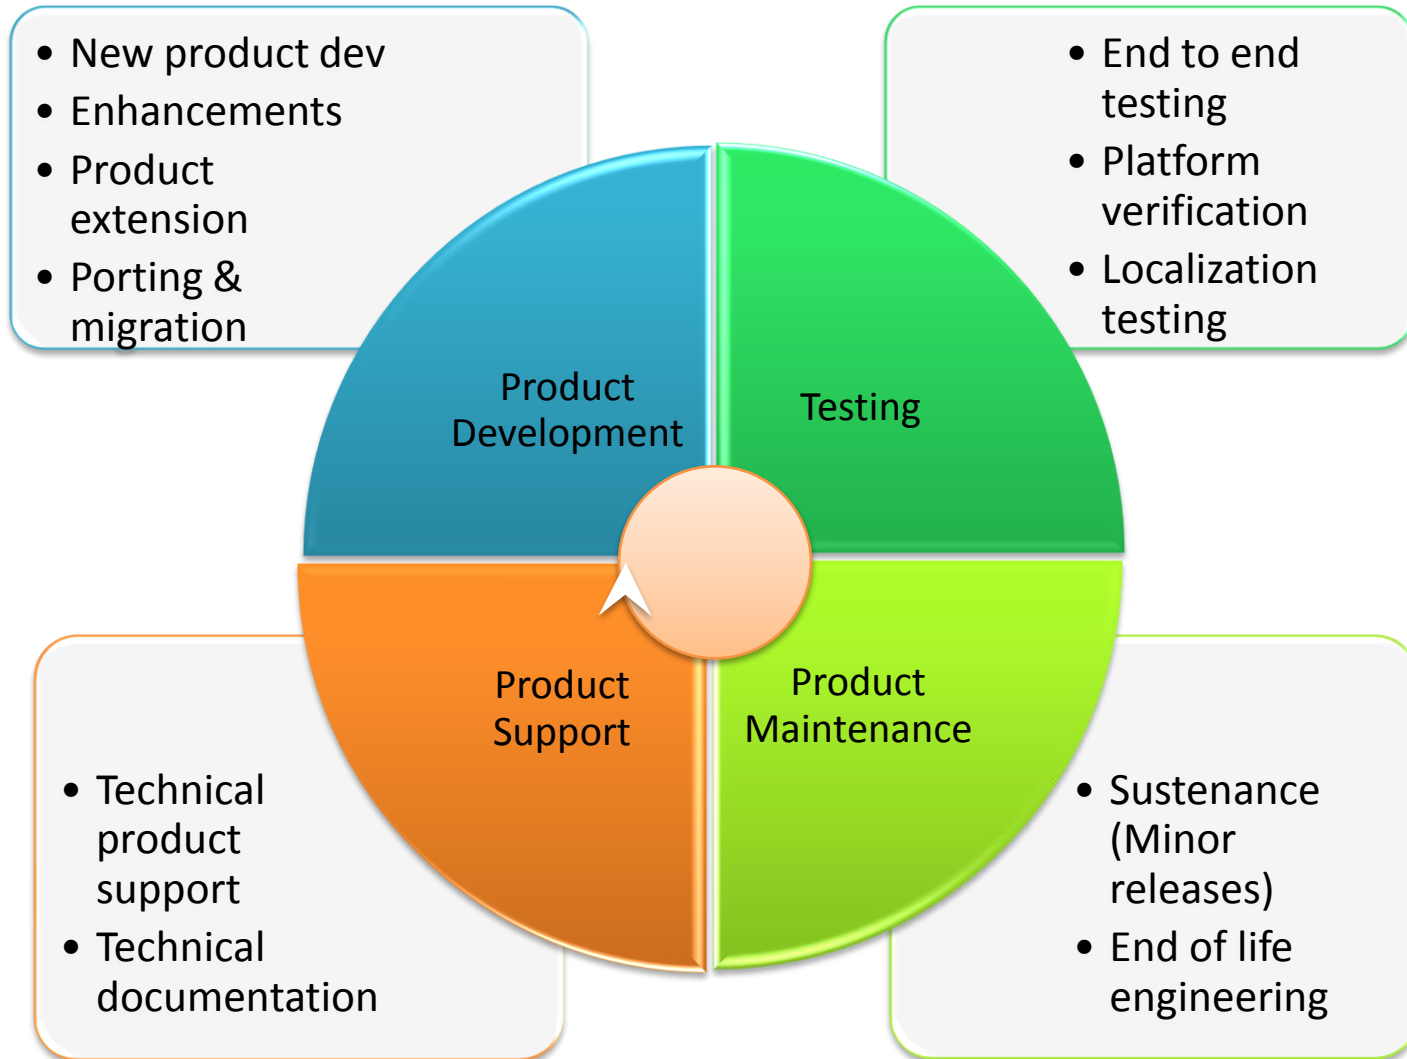 • New product dev
• Enhancements
• Product
extension
• Porting &
migration
• End to end
testing
• Platform
verification
• Localization
testing
Product
Development
Testing
Product
Support
Product
Maintenance
• Technical
product
support
• Technical
documentation
• Sustenance
(Minor
releases)
• End of life
engineering